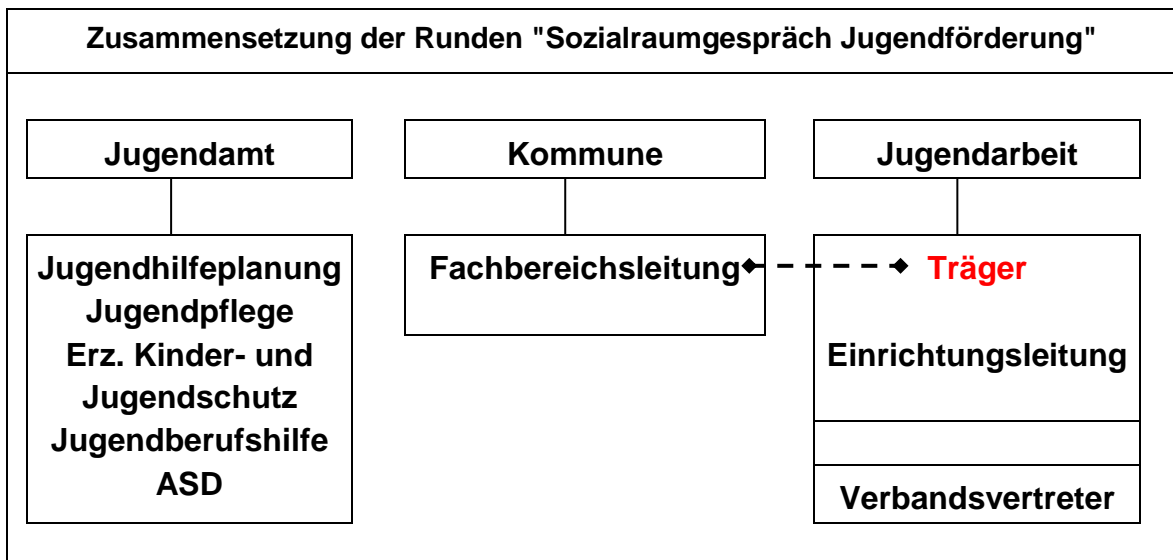 Zusammensetzung der Runden "Sozialraumgespräch Jugendförderung"
Jugendamt
Jugendhilfeplanung
Jugendpflege
Erz. Kinder- und
Jugendschutz
Jugendberufshilfe
ASD
Kommune
Fachbereichsleitung
Jugendarbeit
Träger
Einrichtungsleitung
Verbandsvertreter